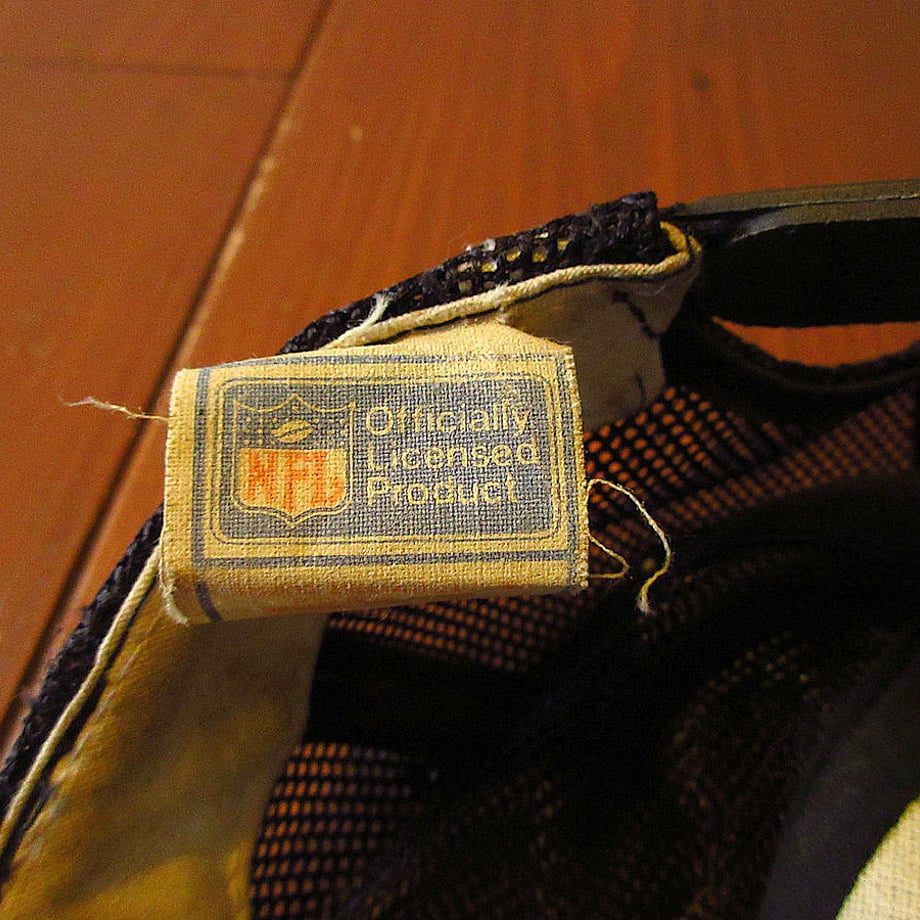 NFL
Officially
Licensed
Product